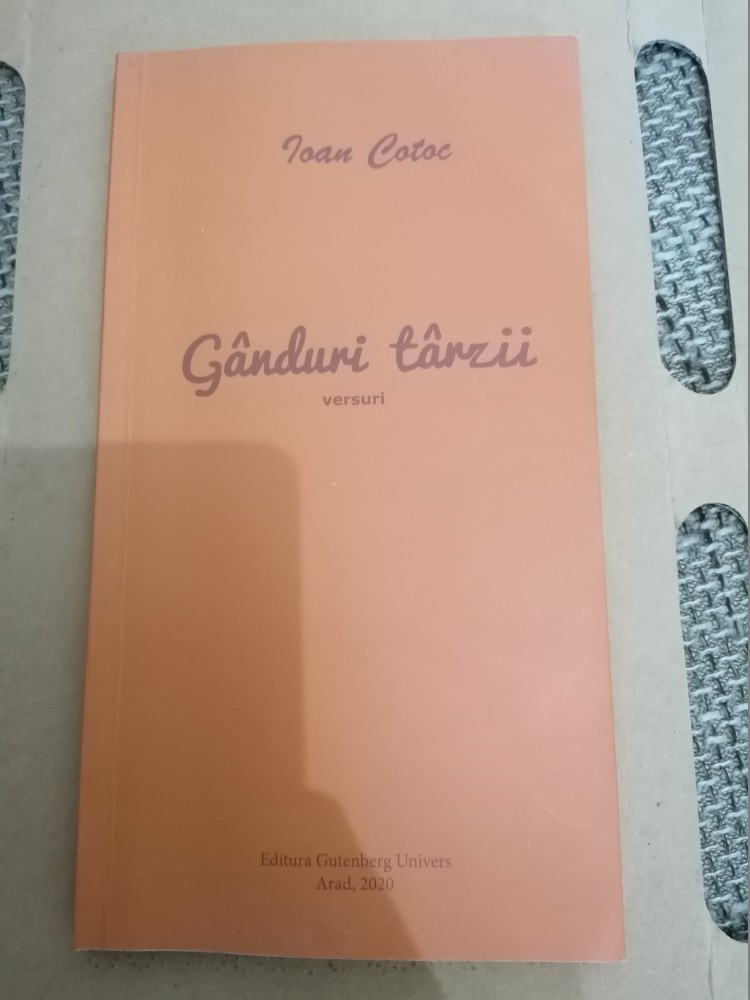 Ioan Cotoc
Gânduri târzii
versuri
Editura Gutenberg Univers
Arad, 2020